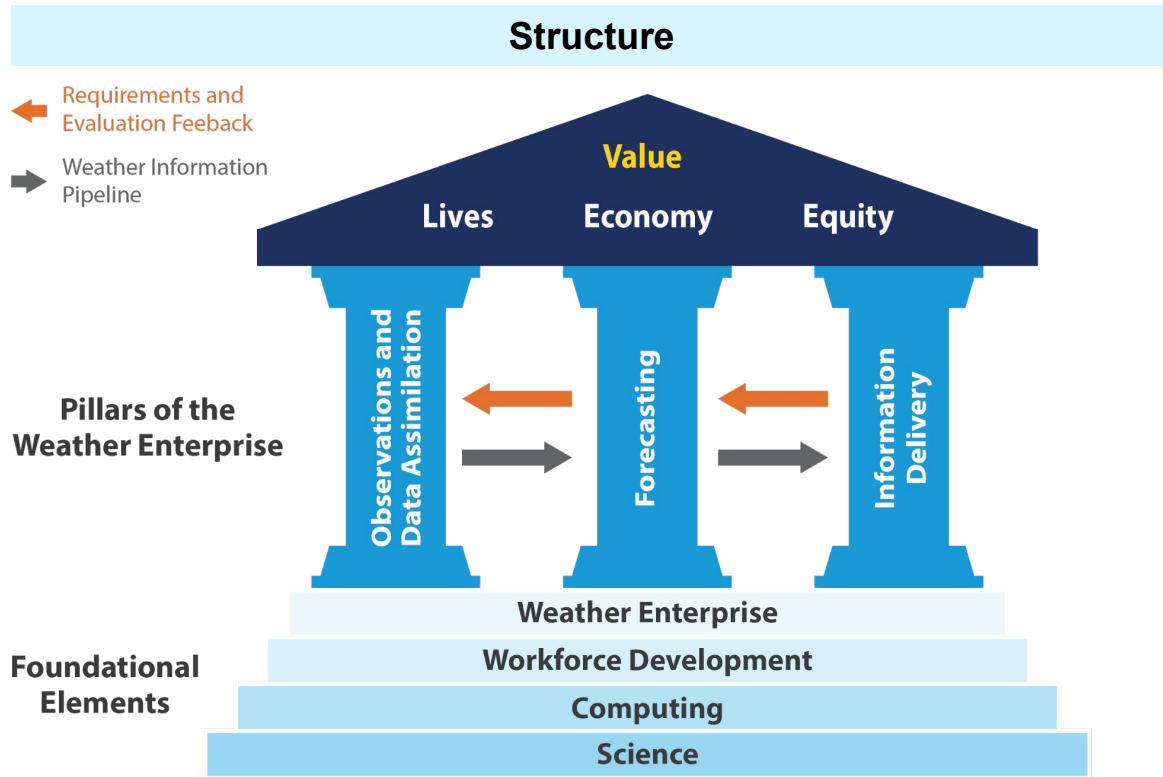 Structure
Requirements and
Evaluation Feeback
Weather Information
Pipeline
Value
Lives Economy Equity
Pillars of the
Weather Enterprise
Observations and
Data Assimilation
Forecasting
Information
Delivery
Foundational
Elements
Weather Enterprise
Workforce Development
Computing
Science